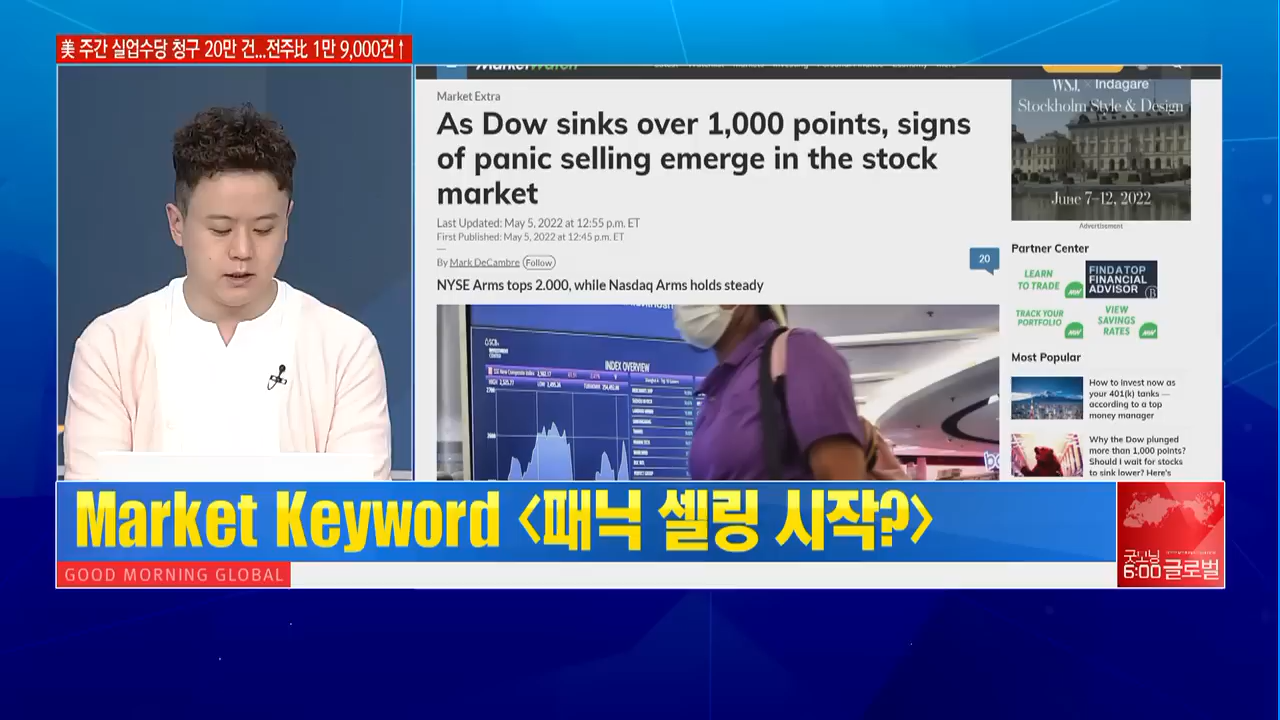 美 주간 실업수당 청구 20만 건...전주比 1만 9,000건↑
MarketWatch
Market Extra
As Dow sinks over 1,000 points, signs
of panic selling emerge in the stock
market
Last Updated: May 5, 2022 at 12:55 p.m. ET
First Published: May 5, 2022 at 12:45 p.m. ET
By Mark DeCambre Follow
20
NYSE Arms tops 2.000, while Nasdaq Arms holds steady
INDEX OVERVIEW
WSJ × Indagare
Stockholm Style & Design
June 7-12, 2022
Advertisement
Partner Center
LEARN
TO TRADE
FIND A TOP
FINANCIAL
ADVISOR
TRACK YOUR
PORTFOLIO
VIEW
SAVINGS
RATES
Most Popular
How to invest now as
your 401(k) tanks —
according to a top
money manager
Why the Dow plunged
more than 1,000 points?
Should I wait for stocks
to sink lower? Here's
Market Keyword <패닉 셀링 시작?>
GOOD MORNING GLOBAL
굿모닝
6:00 글로벌